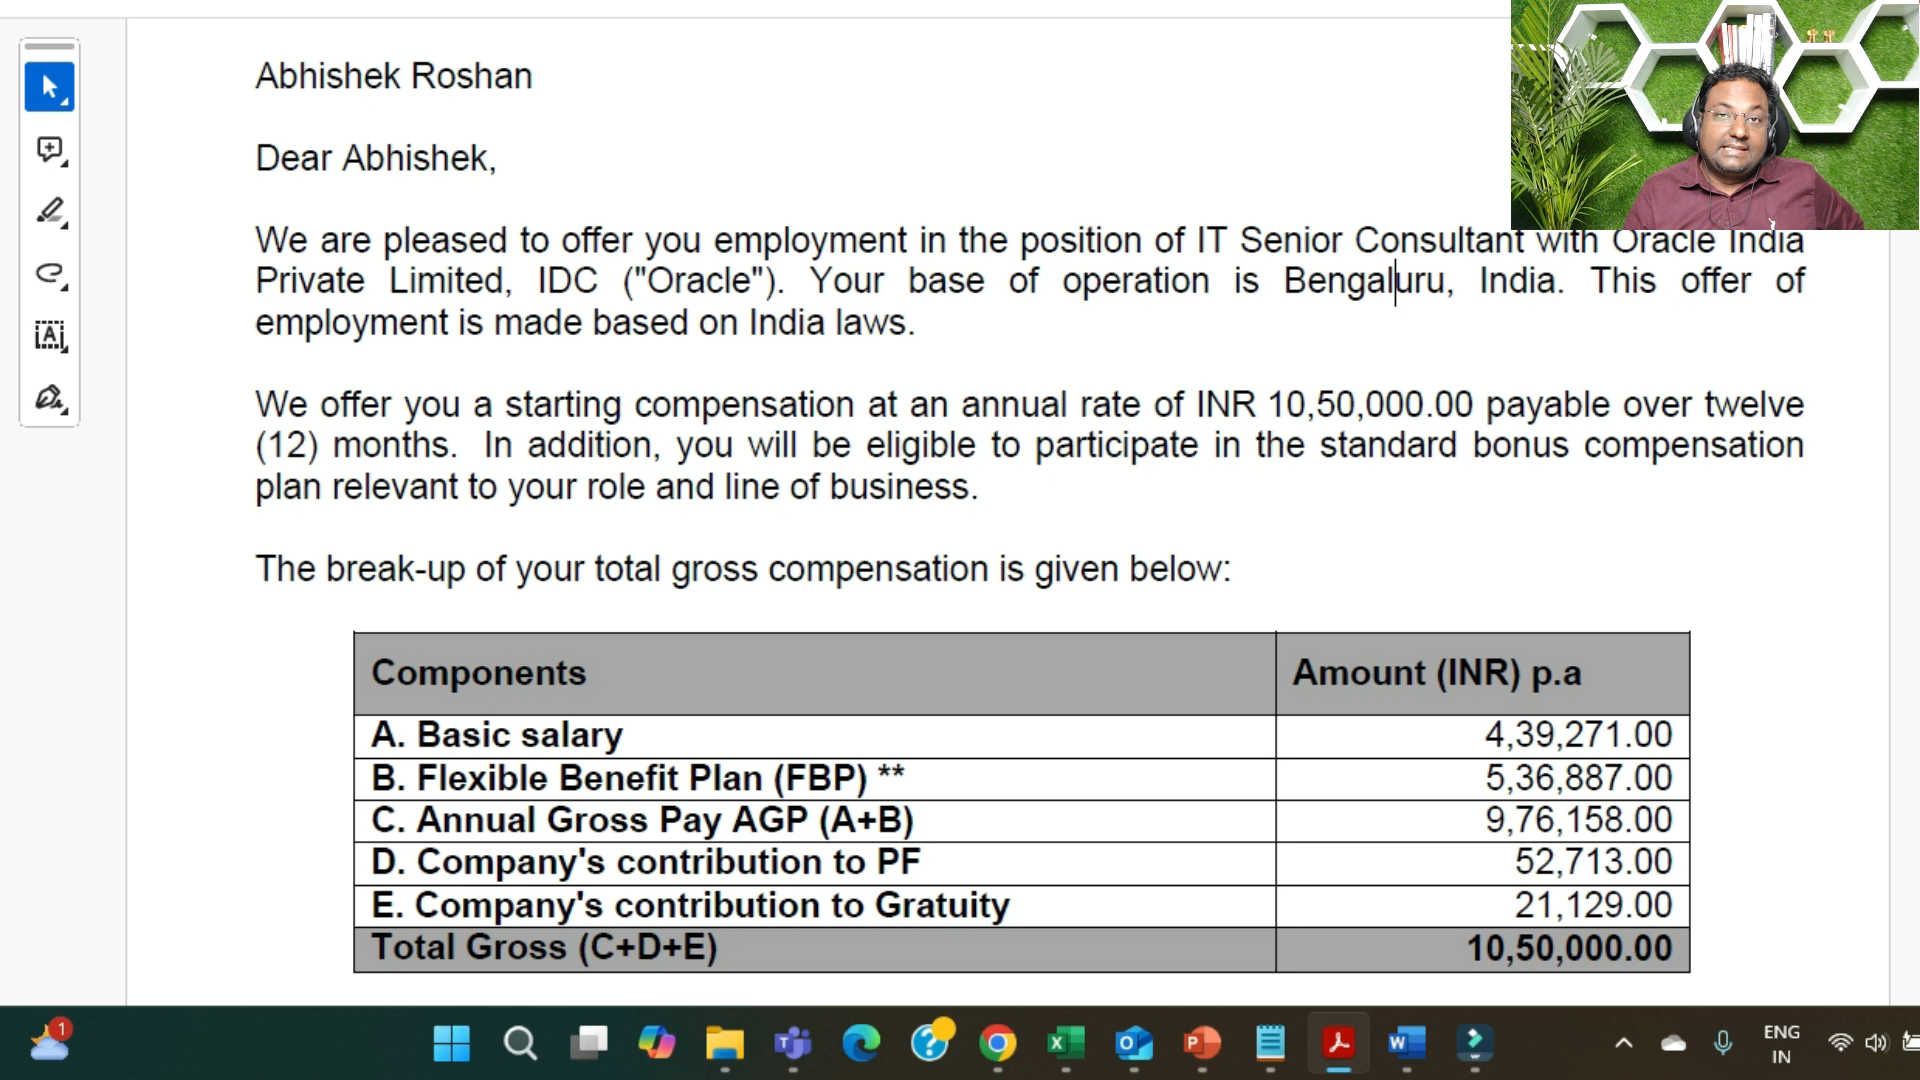 Abhishek Roshan
Dear Abhishek,
We are pleased to offer you employment in the position of IT Senior Consultant with Oracle India
Private Limited, IDC ("Oracle"). Your base of operation is Bengaluru, India. This offer of
employment is made based on India laws.
We offer you a starting compensation at an annual rate of INR 10,50,000.00 payable over twelve
(12) months. In addition, you will be eligible to participate in the standard bonus compensation
plan relevant to your role and line of business.
The break-up of your total gross compensation is given below:
Components Amount (INR) p.a
A. Basic salary 4,39,271.00
B. Flexible Benefit Plan (FBP) ** 5,36,887.00
C. Annual Gross Pay AGP (A+B) 9,76,158.00
D. Company's contribution to PF 52,713.00
E. Company's contribution to Gratuity 21,129.00
Total Gross (C+D+E) 10,50,000.00
1
ENG
IN